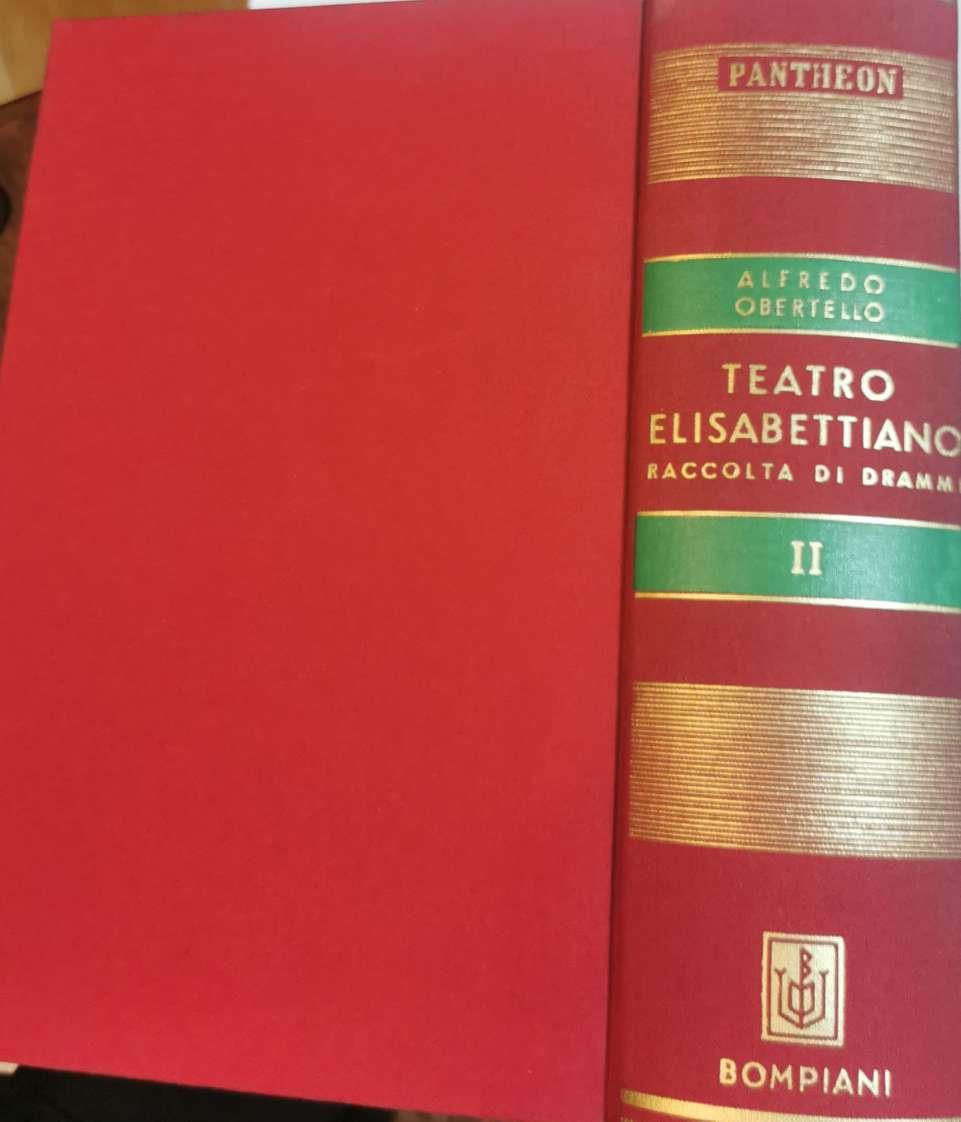 PANTHEON
ALFREDO
OBERTELLO
TEATRO
ELISABETTIANO
RACCOLTA DI DRAMMI
II
B
BOMPIANI